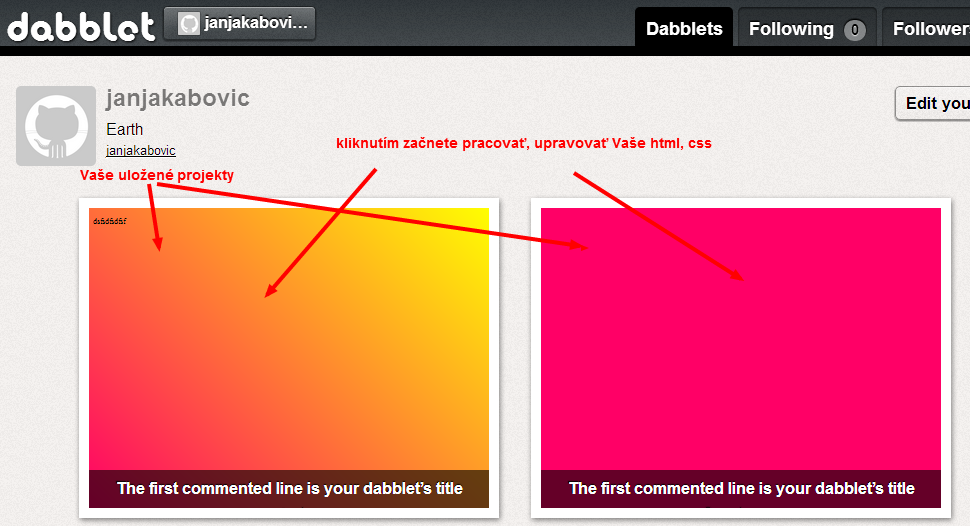 dabblet
janjakabovi...
Dabblets
Following 0
Followers
janjakabovic
Edit you
Earth
janjakabovic
kliknutím začnete pracovať, upravovať Vaše html, css
Vaše uložené projekty
The first commented line is your dabblet's title
The first commented line is your dabblet's title